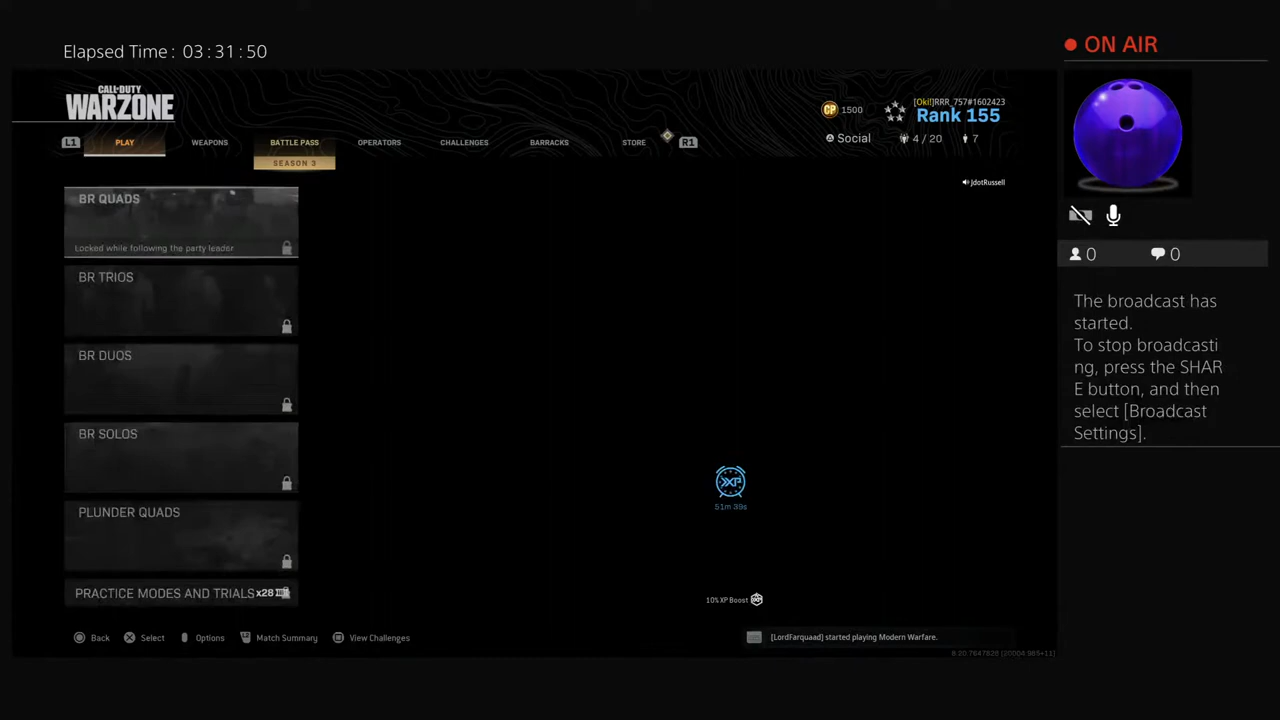 Elapsed Time: 03:31:50
ON AIR
CALL OF DUTY
WARZONE
CP 1500
[Oki!]RRR_757#1602423
Rank 155
L1 PLAY WEAPONS BATTLE PASS OPERATORS CHALLENGES BARRACKS STORE R1
SEASON 3
Social 4 / 20 7
JdotRussell
BR QUADS
Locked while following the party leader
BR TRIOS
BR DUOS
BR SOLOS
PLUNDER QUADS
PRACTICE MODES AND TRIALS x28
XP
51m 39s
10% XP Boost
Back Select Options Match Summary View Challenges
[LordFarquaad] started playing Modern Warfare.
0 0
The broadcast has
started.
To stop broadcasti
ng, press the SHAR
E button, and then
select [Broadcast
Settings].